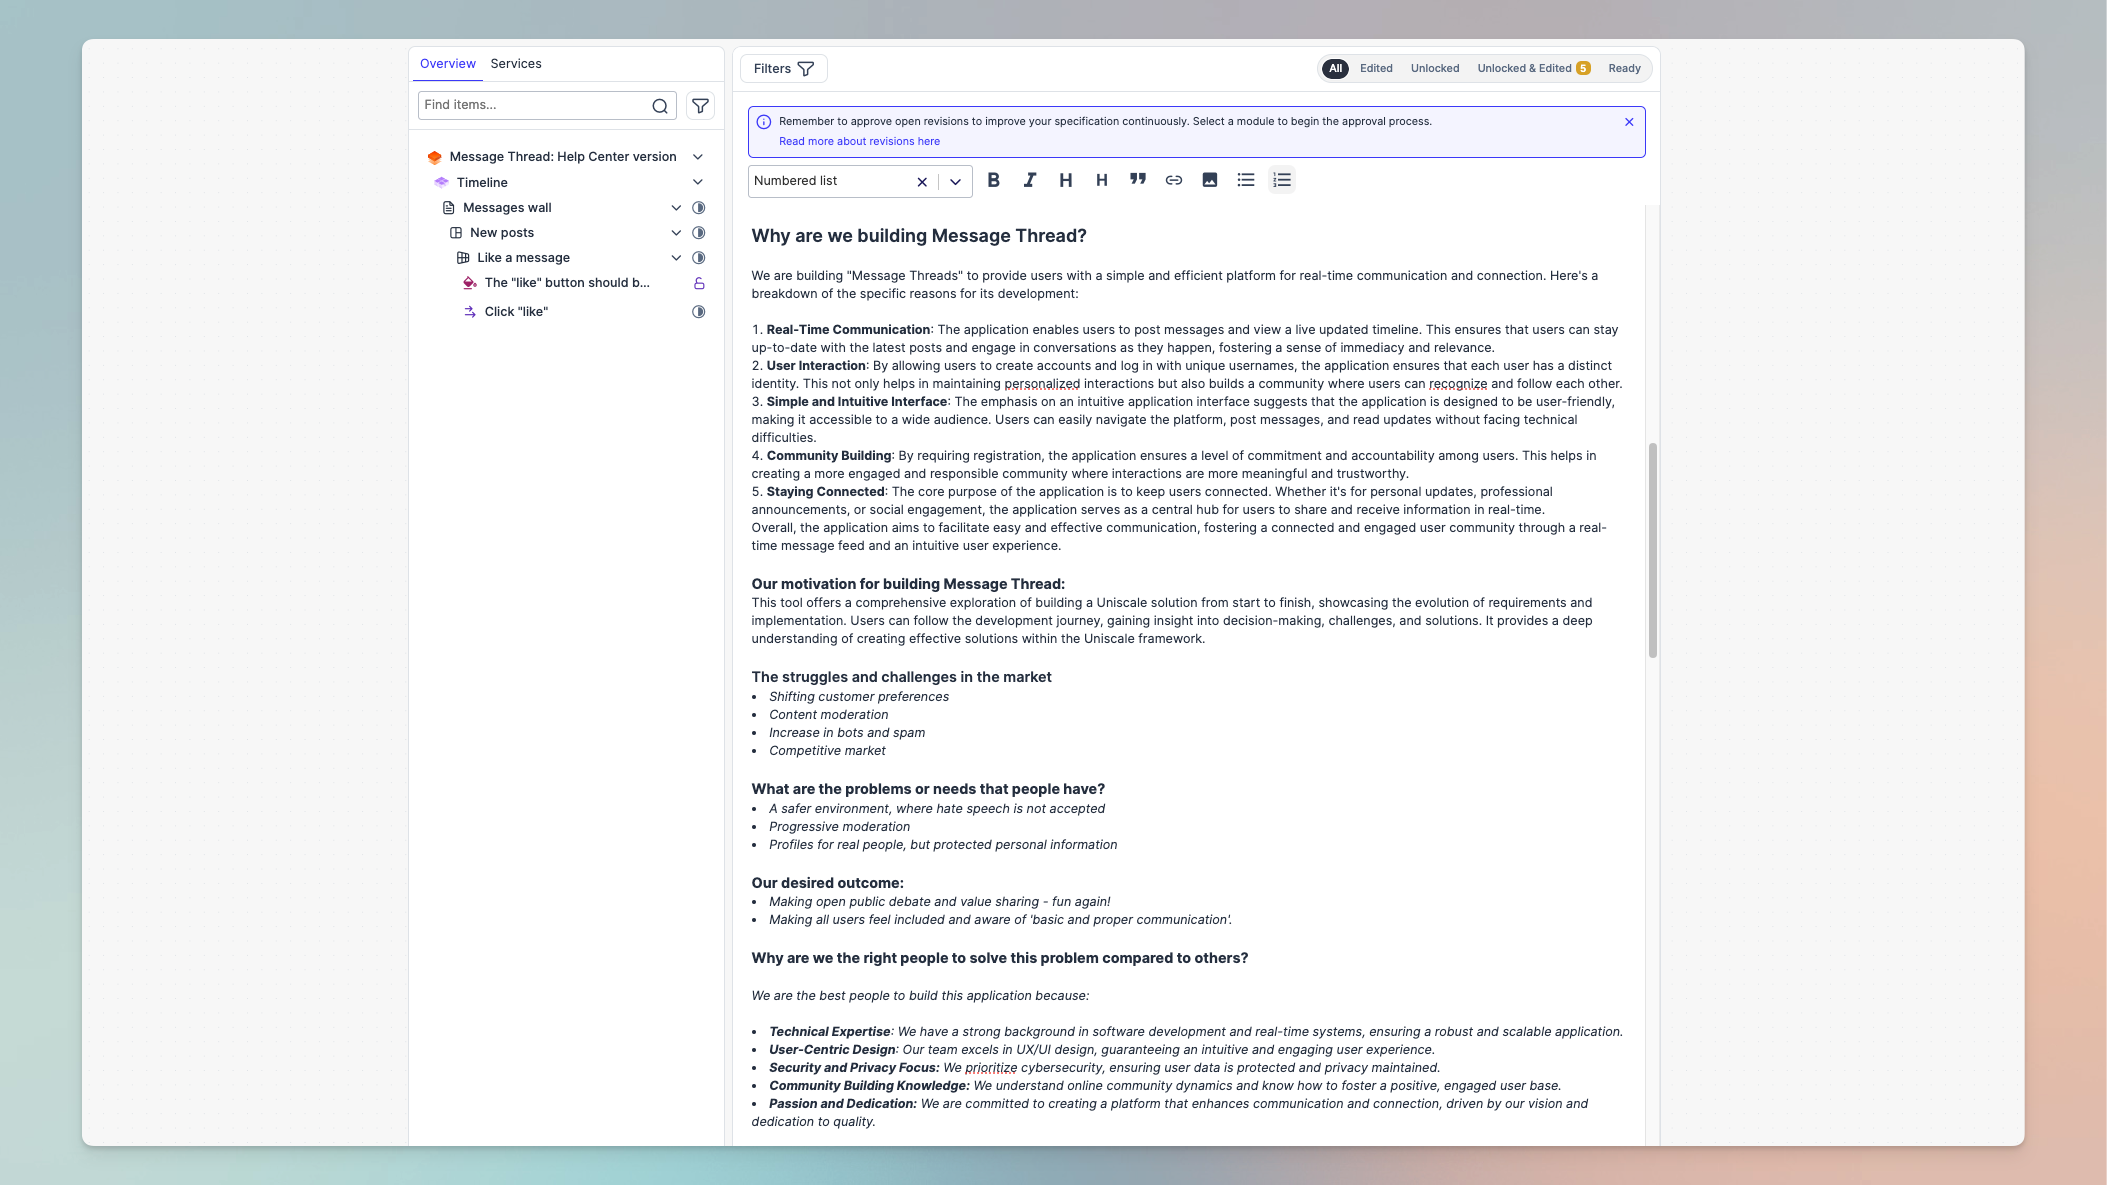 Overview Services
Find items...
Message Thread: Help Center version
Timeline
Messages wall
New posts
Like a message
The "like" button should b...
Click "like"
Filters
All Edited Unlocked Unlocked & Edited 5 Ready
Remember to approve open revisions to improve your specification continuously. Select a module to begin the approval process.
Read more about revisions here
Numbered list
B I H H
Why are we building Message Thread?
We are building "Message Threads" to provide users with a simple and efficient platform for real-time communication and connection. Here's a
breakdown of the specific reasons for its development:
1. Real-Time Communication: The application enables users to post messages and view a live updated timeline. This ensures that users can stay
up-to-date with the latest posts and engage in conversations as they happen, fostering a sense of immediacy and relevance.
2. User Interaction: By allowing users to create accounts and log in with unique usernames, the application ensures that each user has a distinct
identity. This not only helps in maintaining personalized interactions but also builds a community where users can recognize and follow each other.
3. Simple and Intuitive Interface: The emphasis on an intuitive application interface suggests that the application is designed to be user-friendly,
making it accessible to a wide audience. Users can easily navigate the platform, post messages, and read updates without facing technical
difficulties.
4. Community Building: By requiring registration, the application ensures a level of commitment and accountability among users. This helps in
creating a more engaged and responsible community where interactions are more meaningful and trustworthy.
5. Staying Connected: The core purpose of the application is to keep users connected. Whether it's for personal updates, professional
announcements, or social engagement, the application serves as a central hub for users to share and receive information in real-time.
Overall, the application aims to facilitate easy and effective communication, fostering a connected and engaged user community through a real-
time message feed and an intuitive user experience.
Our motivation for building Message Thread:
This tool offers a comprehensive exploration of building a Uniscale solution from start to finish, showcasing the evolution of requirements and
implementation. Users can follow the development journey, gaining insight into decision-making, challenges, and solutions. It provides a deep
understanding of creating effective solutions within the Uniscale framework.
The struggles and challenges in the market
• Shifting customer preferences
• Content moderation
• Increase in bots and spam
• Competitive market
What are the problems or needs that people have?
• A safer environment, where hate speech is not accepted
• Progressive moderation
• Profiles for real people, but protected personal information
Our desired outcome:
• Making open public debate and value sharing - fun again!
• Making all users feel included and aware of 'basic and proper communication'.
Why are we the right people to solve this problem compared to others?
We are the best people to build this application because:
• Technical Expertise: We have a strong background in software development and real-time systems, ensuring a robust and scalable application.
• User-Centric Design: Our team excels in UX/UI design, guaranteeing an intuitive and engaging user experience.
• Security and Privacy Focus: We prioritize cybersecurity, ensuring user data is protected and privacy maintained.
• Community Building Knowledge: We understand online community dynamics and know how to foster a positive, engaged user base.
• Passion and Dedication: We are committed to creating a platform that enhances communication and connection, driven by our vision and
dedication to quality.